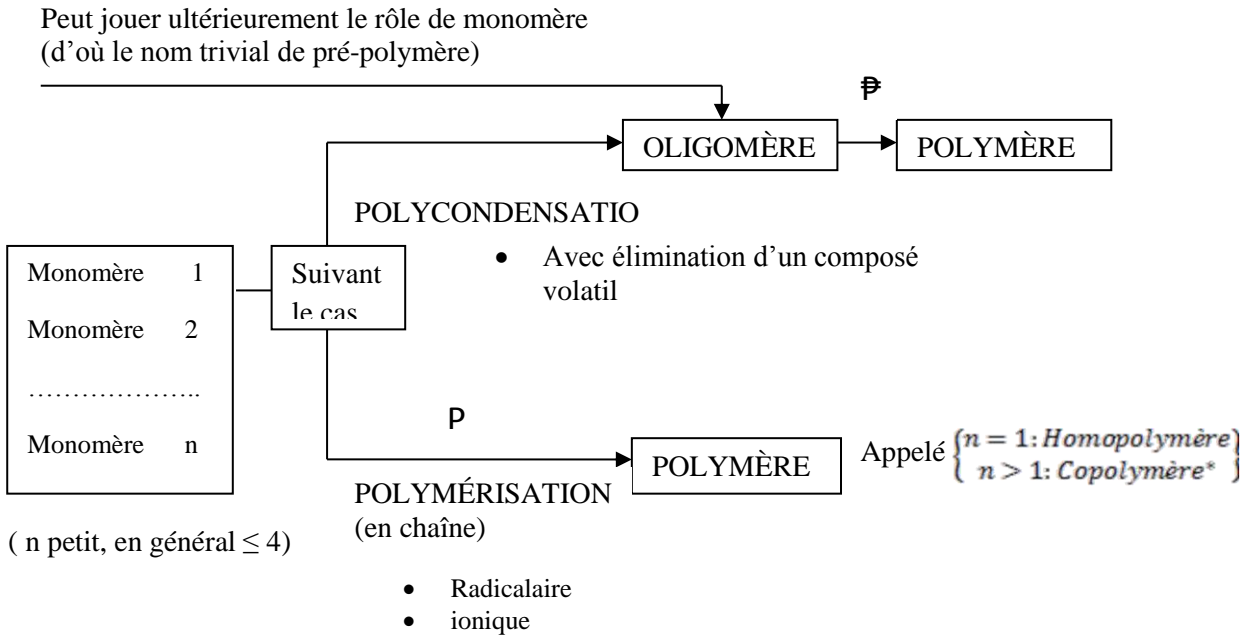 Peut jouer ultérieurement le rôle de monomère
(d’où le nom trivial de pré-polymère)
₱
OLIGOMÈRE
POLYMÈRE
POLYCONDENSATIO
• Avec élimination d’un composé
volatil
Monomère 1
Monomère 2
………………..
Monomère n
Suivant
le cas
P
POLYMÈRE
Appelé {n = 1: Homopolymère}
{n > 1: Copolymère* }
POLYMÉRISATION
(en chaîne)
( n petit, en général ≤ 4)
• Radicalaire
• ionique